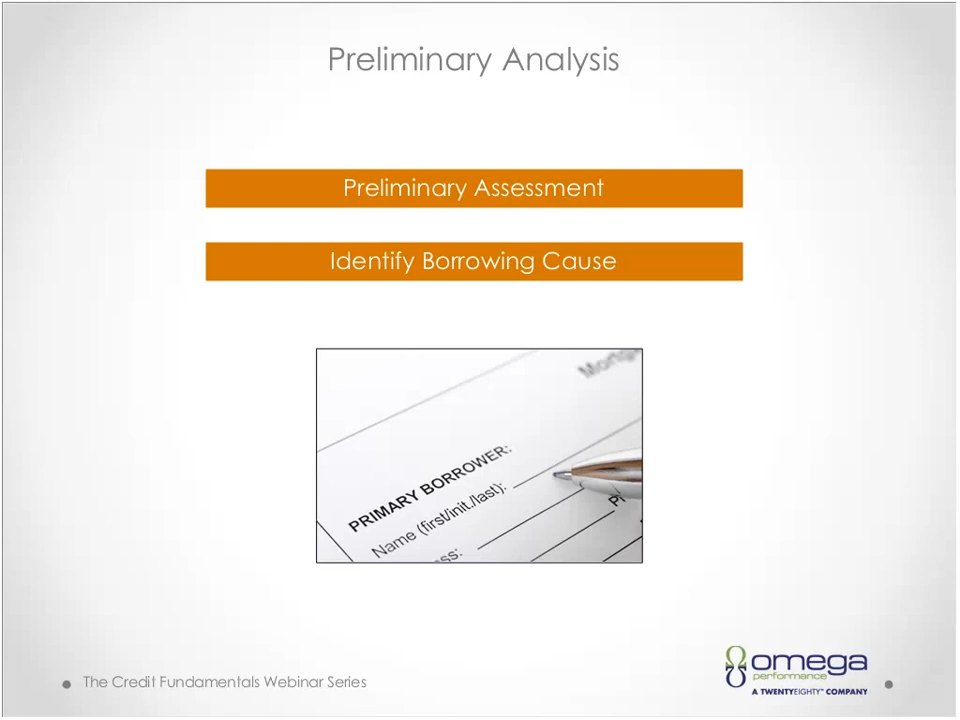 Preliminary Analysis
Preliminary Assessment
Identify Borrowing Cause
PRIMARY BORROWER:
Name (first/init./last):
The Credit Fundamentals Webinar Series
omega
performance
A TWENTYEIGHTY™ COMPANY